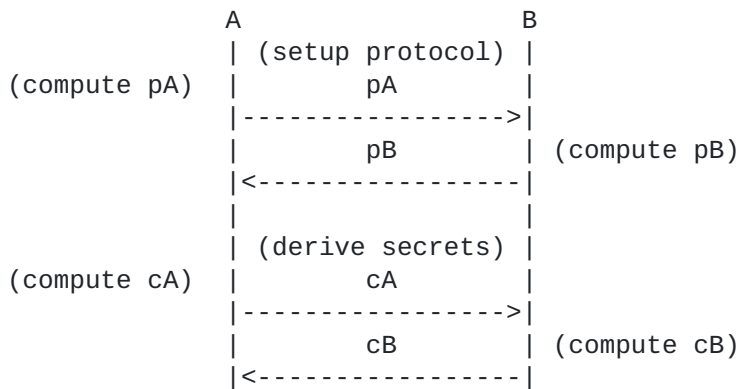 A                  B
                 | (setup protocol) |
(compute pA)  |        pA        |
                 |----------------->|
                 |        pB        | (compute pB)
                 |<-----------------|
                 |                  |
                 | (derive secrets) |
(compute cA)  |        cA        |
                 |----------------->|
                 |        cB        | (compute cB)
                 |<-----------------|